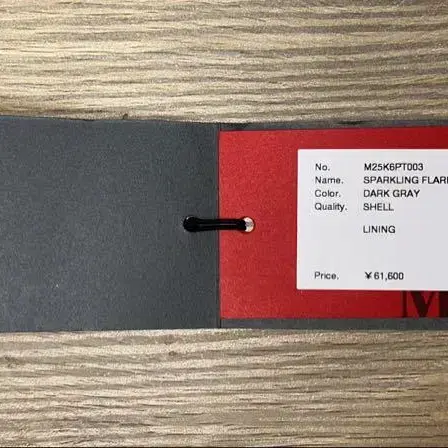 No. M25K6PT003
Name. SPARKLING FLAR
Color. DARK GRAY
Quality. SHELL
LINING
Price. ￥61,600
M